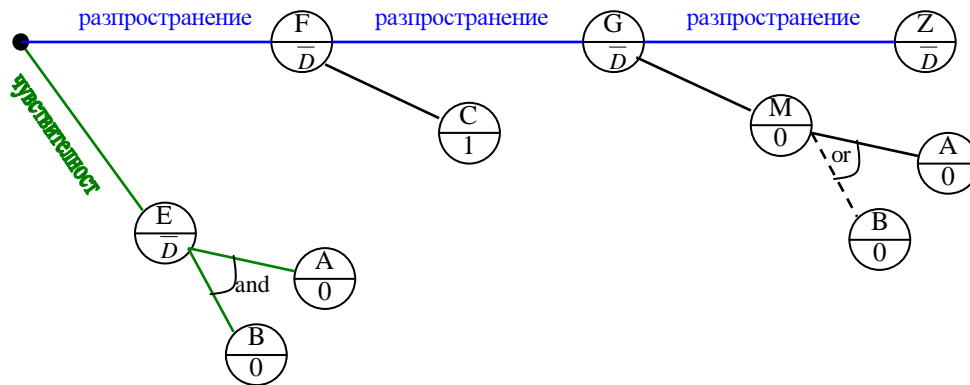 разпространение
разпространение
разпространение
F
D̅
G
D̅
Z
D̅
чувствителност
C
1
M
0
or
A
0
B
0
E
D̅
and
A
0
B
0